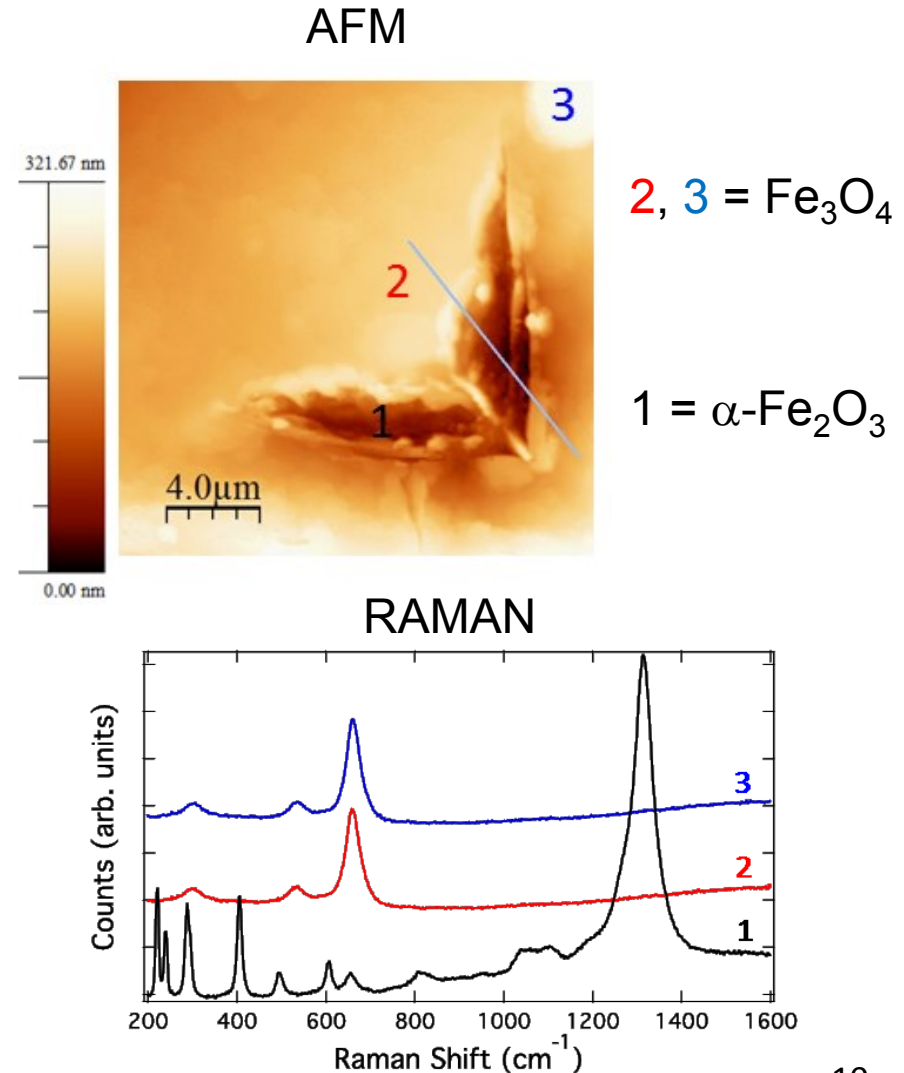 AFM
3
321.67 nm
2, 3 = Fe₃O₄
2
1 = α-Fe₂O₃
1
4.0µm
0.00 nm
RAMAN
Counts (arb. units)
3
2
1
200 400 600 800 1000 1200 1400 1600
Raman Shift (cm⁻¹)